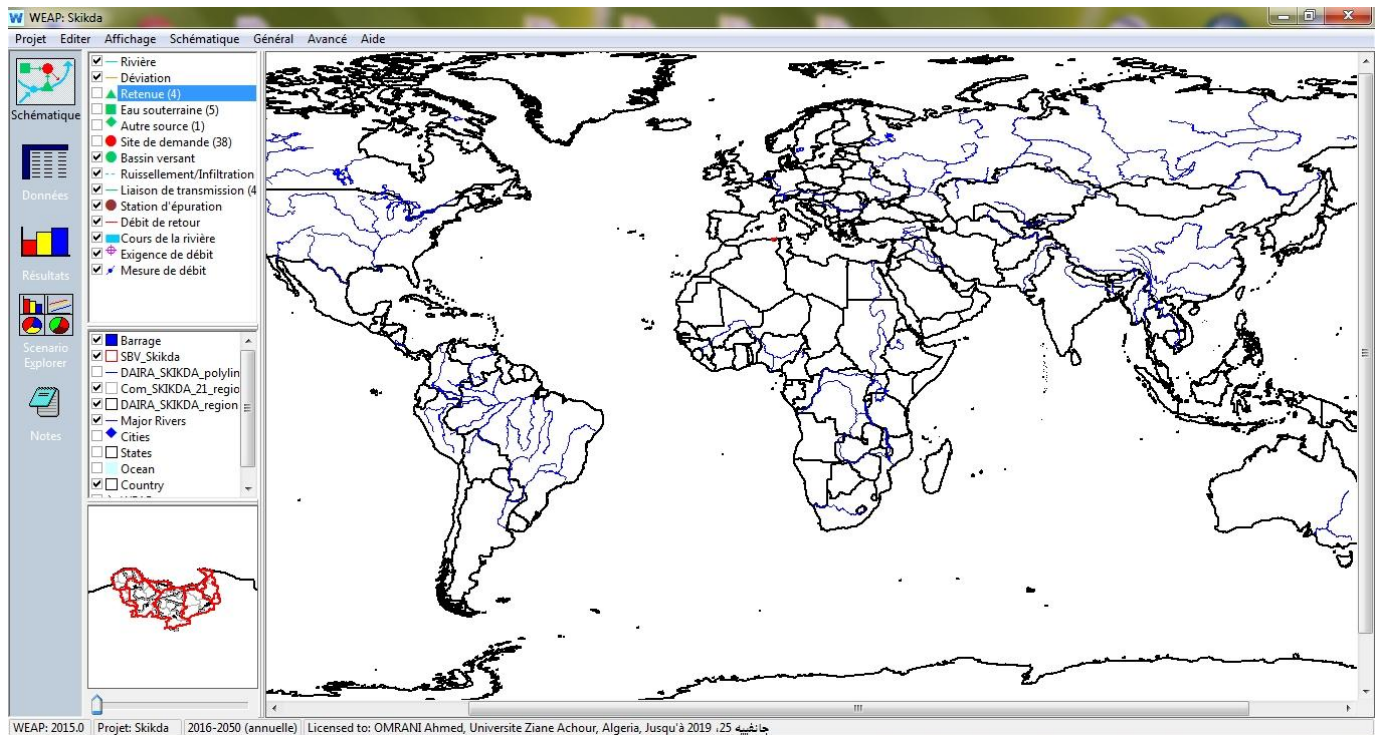 WEAP: Skikda
Projet Editer Affichage Schématique Général Avancé Aide
Schématique
Données
Résultats
Scenario
Explorer
Notes
Rivière
Déviation
Retenue (4)
Eau souterraine (5)
Autre source (1)
Site de demande (38)
Bassin versant
Ruissellement/Infiltration
Liaison de transmission (4
Station d'épuration
Débit de retour
Cours de la rivière
Exigence de débit
Mesure de débit
Barrage
SBV_Skikda
DAIRA_SKIKDA_polylin
Com_SKIKDA_21_regio
DAIRA_SKIKDA_region
Major Rivers
Cities
States
Ocean
Country
WEAP: 2015.0 Projet: Skikda 2016-2050 (annuelle) Licensed to: OMRANI Ahmed, Universite Ziane Achour, Algeria, Jusqu'à 2019 ،25 جانفييه